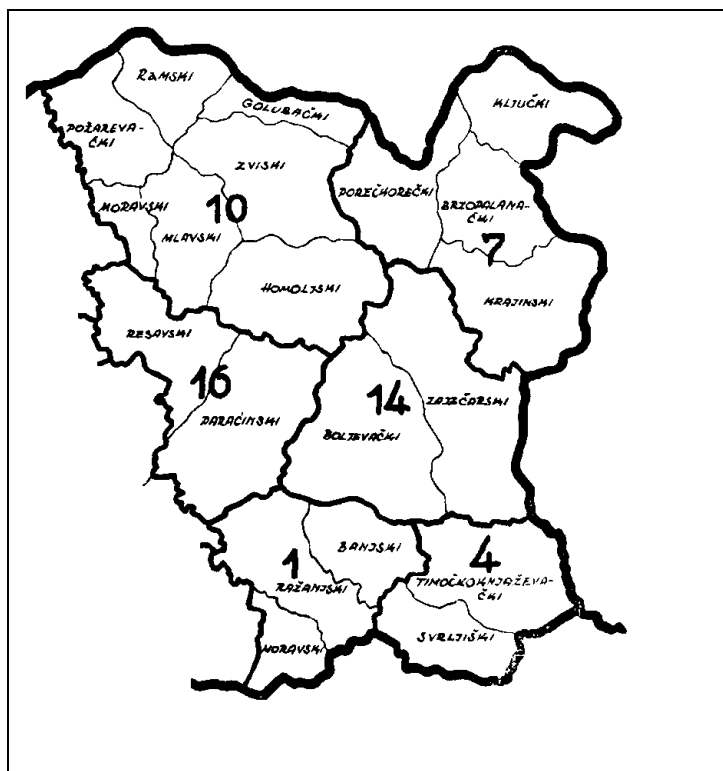 RAMSKI
GOLUBAČKI
KLJUČKI
POŽAREVA-
ČKI
ZVIŠKI
POREČHOREČKI
BRZOPALANA-
ČKI
MORAVSKI
10
MLAVSKI
7
HOMOLJSKI
KRAJINSKI
RESAVSKI
16
14
ZAJEČARSKI
PARAĆINSKI
BOLJEVAČKI
BANJSKI
1
4
RAŽANJSKI
TIMOČKOKNJAŽEVA-
ČKI
MORAVSKI
SVRLJIŠKI